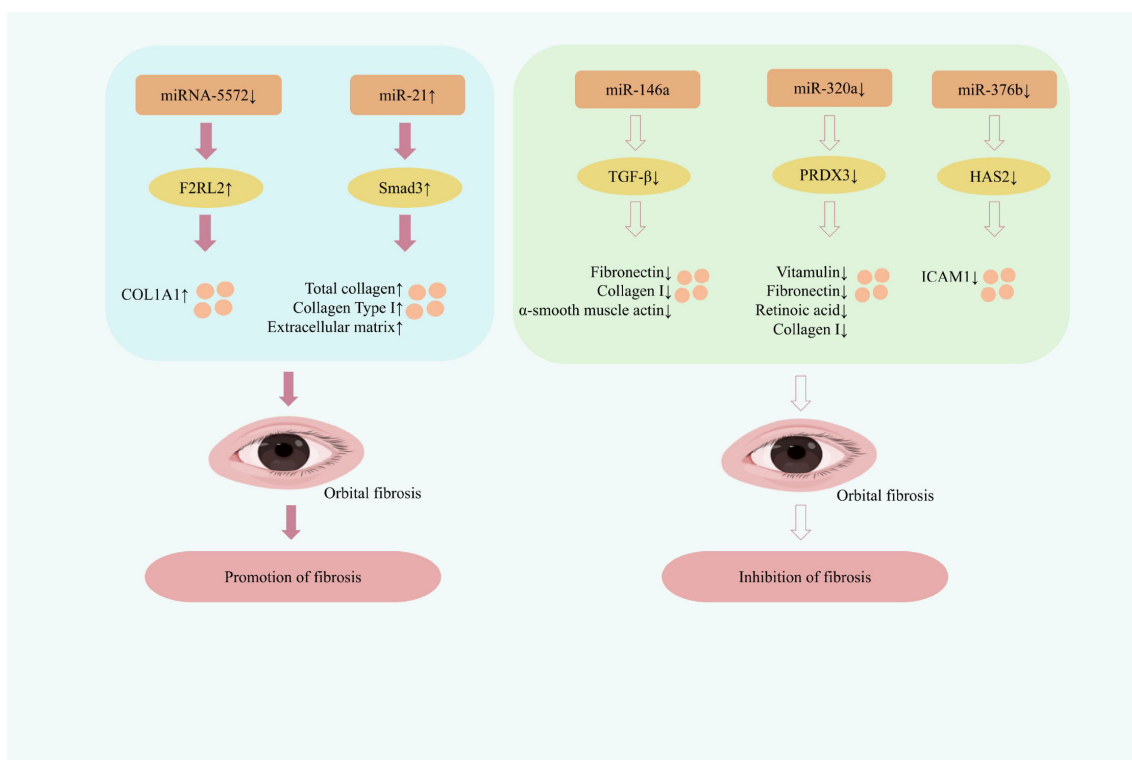 miRNA-5572↓
miR-21↑
F2RL2↑
Smad3↑
COL1A1↑
Total collagen↑
Collagen Type I↑
Extracellular matrix↑
Orbital fibrosis
Promotion of fibrosis
miR-146a
miR-320a↓
miR-376b↓
TGF-β↓
PRDX3↓
HAS2↓
Fibronectin↓
Collagen I↓
α-smooth muscle actin↓
Vitamulin↓
Fibronectin↓
Retinoic acid↓
Collagen I↓
ICAM1↓
Orbital fibrosis
Inhibition of fibrosis